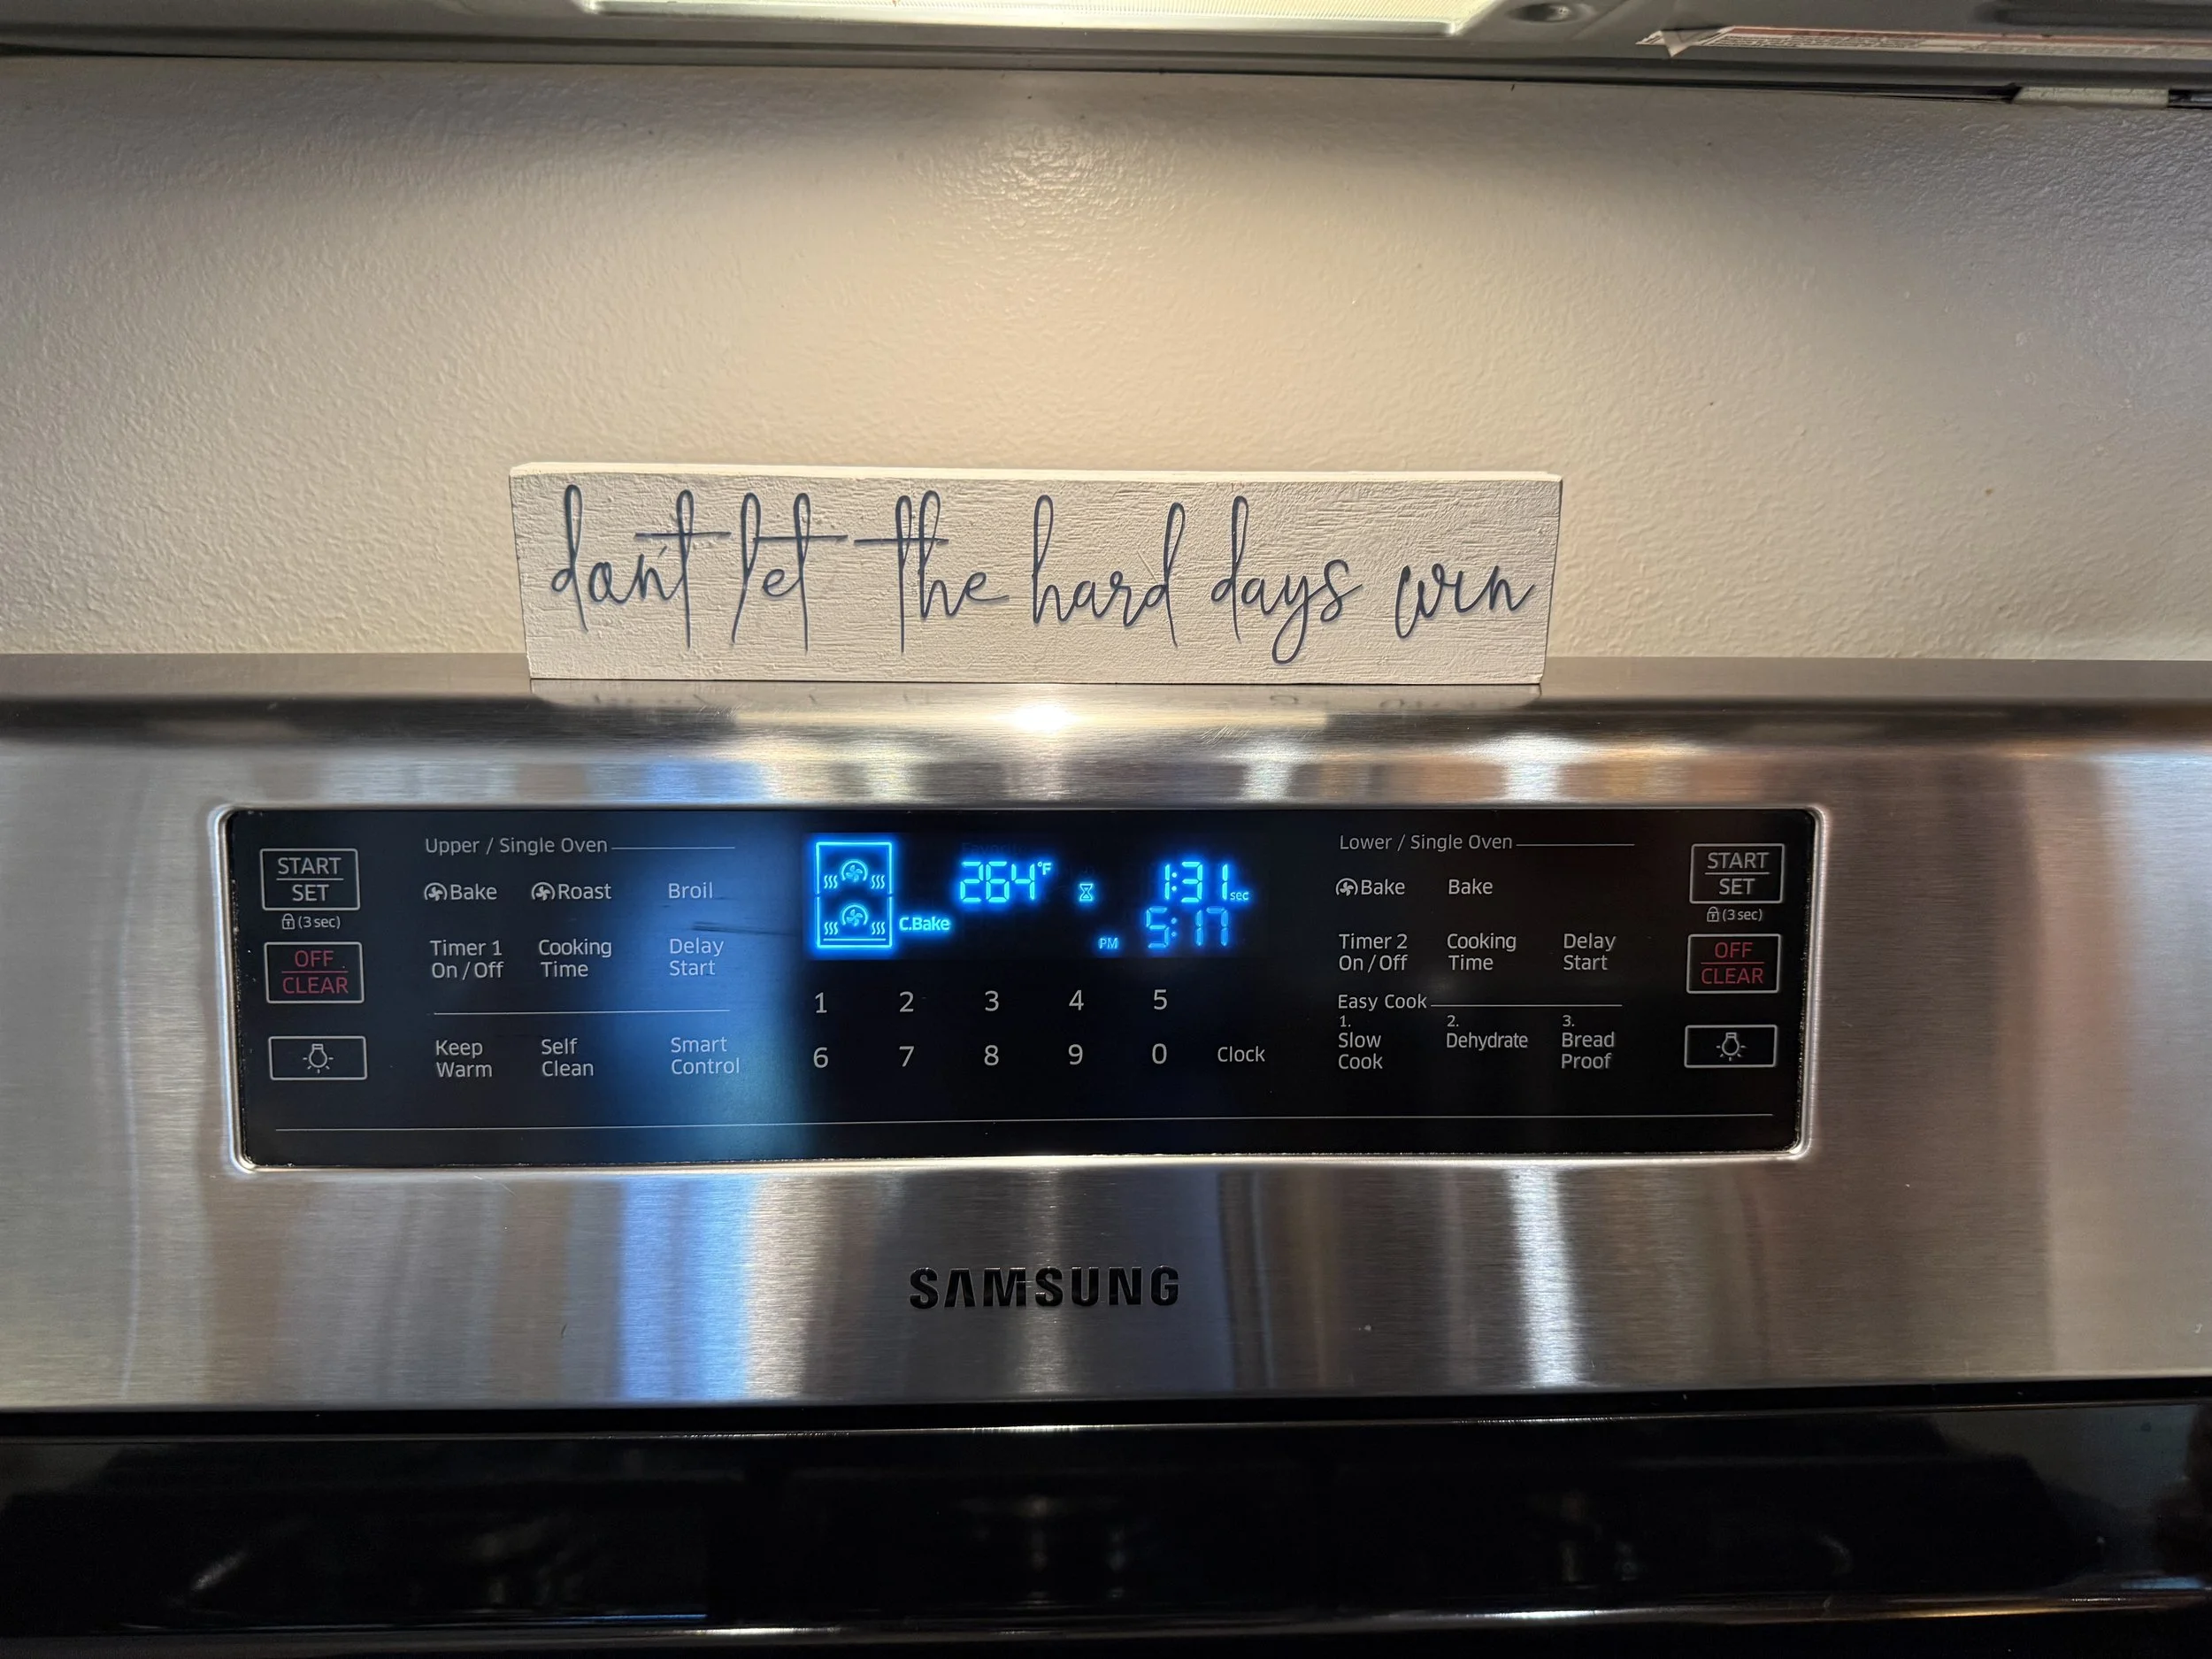 don't let the hard days win
Upper / Single Oven
Lower / Single Oven
START
SET
(3 sec)
OFF
CLEAR
Bake Roast Broil
Timer 1
On / Off
Cooking
Time
Delay
Start
Keep
Warm
Self
Clean
Smart
Control
C.Bake
264°F
1:31 sec
PM 5:17
1 2 3 4 5
6 7 8 9 0 Clock
Bake Bake
Timer 2
On / Off
Cooking
Time
Delay
Start
Easy Cook
1.
Slow
Cook
2.
Dehydrate
3.
Bread
Proof
START
SET
(3 sec)
OFF
CLEAR
SAMSUNG